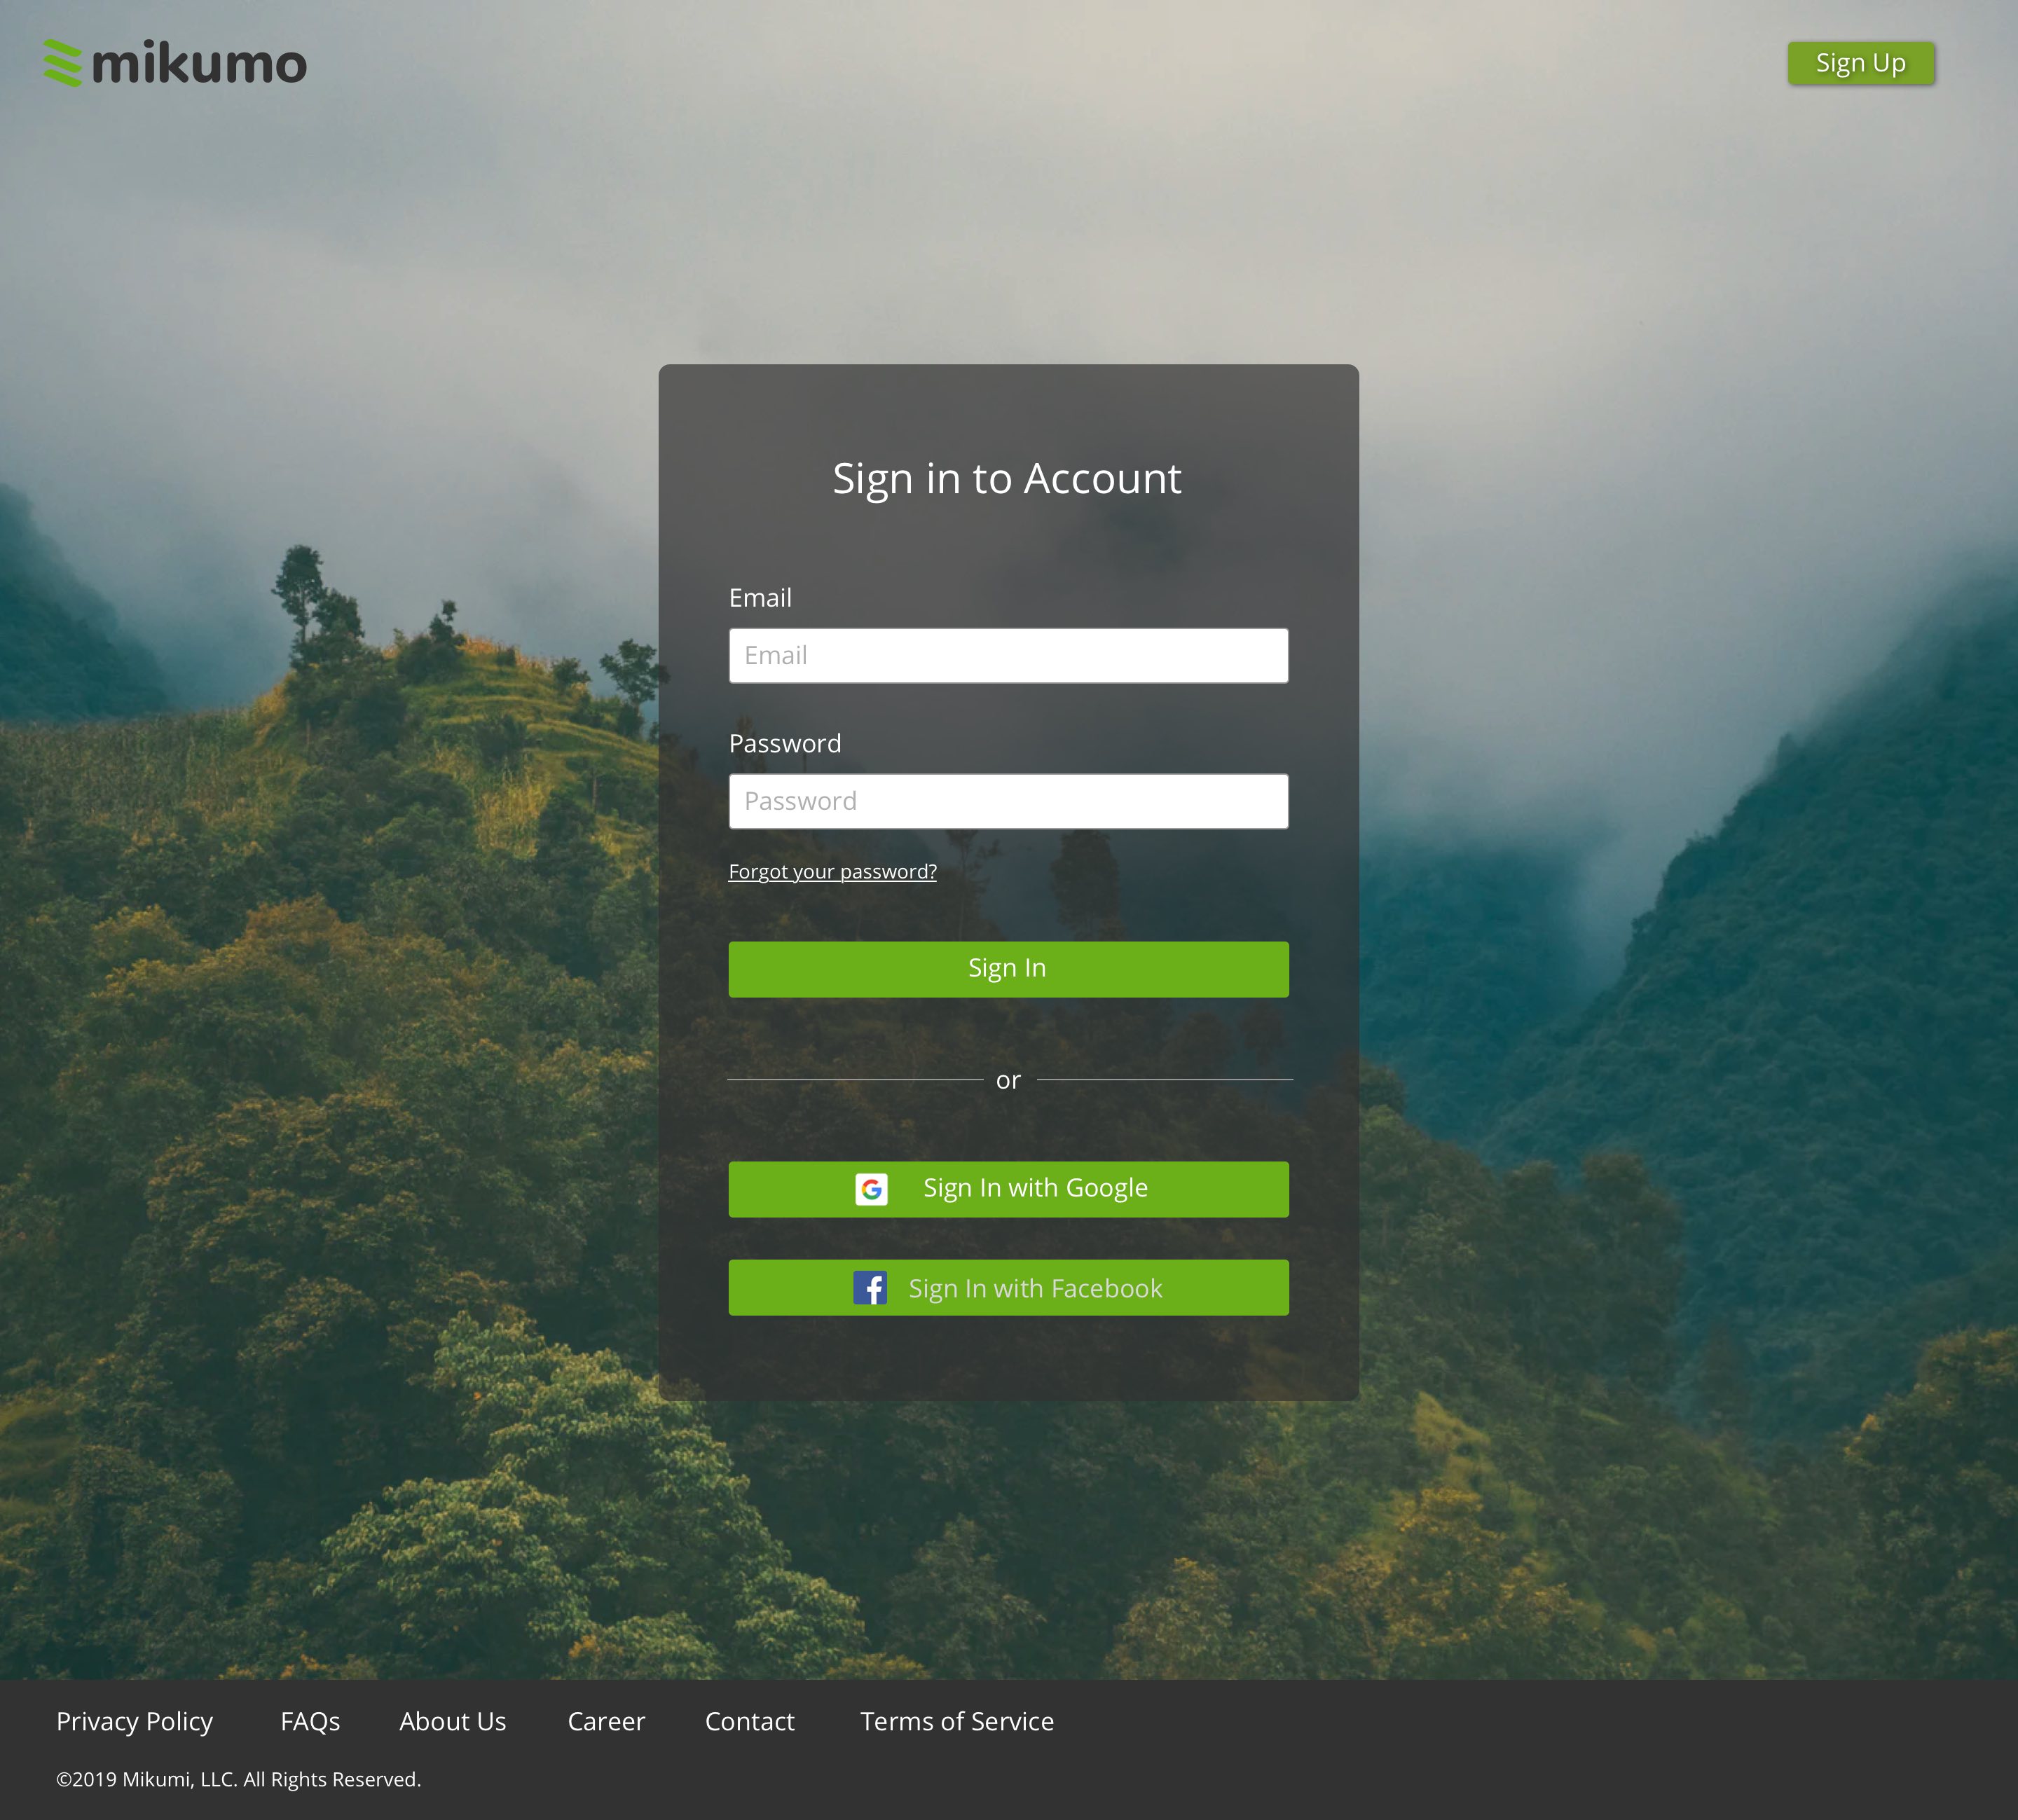 mikumo
Sign Up
Sign in to Account
Email
Email
Password
Password
Forgot your password?
Sign In
or
G Sign In with Google
f Sign In with Facebook
Privacy Policy FAQs About Us Career Contact Terms of Service
©2019 Mikumi, LLC. All Rights Reserved.